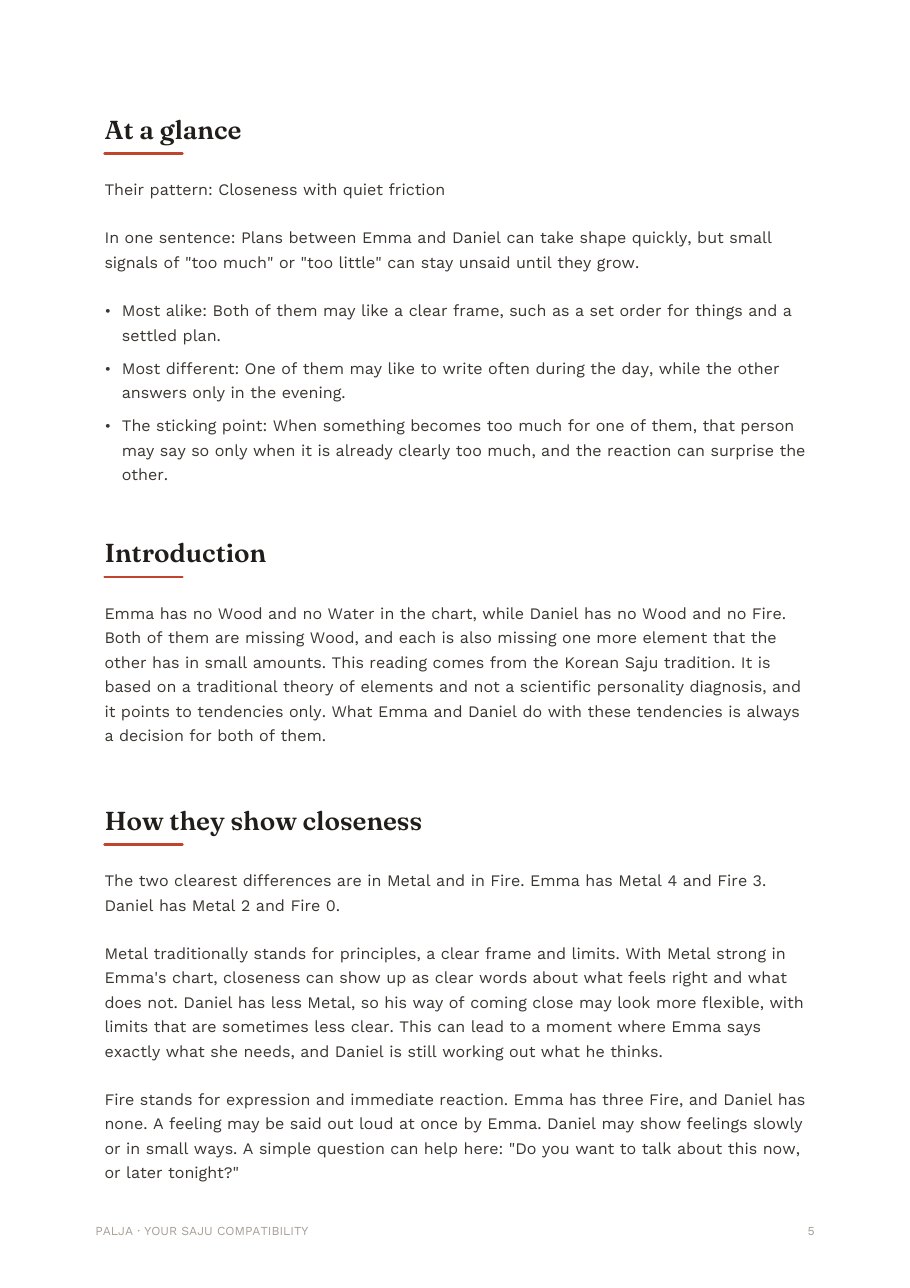 At a glance
Their pattern: Closeness with quiet friction
In one sentence: Plans between Emma and Daniel can take shape quickly, but small
signals of "too much" or "too little" can stay unsaid until they grow.
• Most alike: Both of them may like a clear frame, such as a set order for things and a
settled plan.
• Most different: One of them may like to write often during the day, while the other
answers only in the evening.
• The sticking point: When something becomes too much for one of them, that person
may say so only when it is already clearly too much, and the reaction can surprise the
other.
Introduction
Emma has no Wood and no Water in the chart, while Daniel has no Wood and no Fire.
Both of them are missing Wood, and each is also missing one more element that the
other has in small amounts. This reading comes from the Korean Saju tradition. It is
based on a traditional theory of elements and not a scientific personality diagnosis, and
it points to tendencies only. What Emma and Daniel do with these tendencies is always
a decision for both of them.
How they show closeness
The two clearest differences are in Metal and in Fire. Emma has Metal 4 and Fire 3.
Daniel has Metal 2 and Fire 0.
Metal traditionally stands for principles, a clear frame and limits. With Metal strong in
Emma's chart, closeness can show up as clear words about what feels right and what
does not. Daniel has less Metal, so his way of coming close may look more flexible, with
limits that are sometimes less clear. This can lead to a moment where Emma says
exactly what she needs, and Daniel is still working out what he thinks.
Fire stands for expression and immediate reaction. Emma has three Fire, and Daniel has
none. A feeling may be said out loud at once by Emma. Daniel may show feelings slowly
or in small ways. A simple question can help here: "Do you want to talk about this now,
or later tonight?"
PALJA · YOUR SAJU COMPATIBILITY
5